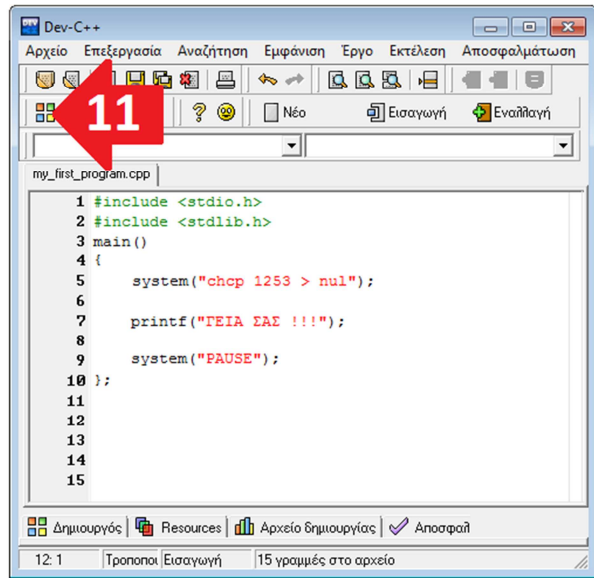 Dev-C++
Αρχείο Επεξεργασία Αναζήτηση Εμφάνιση Έργο Εκτέλεση Αποσφαλμάτωση
11
Νέο Εισαγωγή Εναλλαγή
my_first_program.cpp
1 #include <stdio.h>
2 #include <stdlib.h>
3 main()
4 {
5 system("chcp 1253 > nul");
6
7 printf("ΓΕΙΑ ΣΑΣ !!!");
8
9 system("PAUSE");
10 };
11
12
13
14
15
Δημιουργός Resources Αρχείο δημιουργίας Αποσφαλ
12: 1 Τροποποι Εισαγωγή 15 γραμμές στο αρχείο